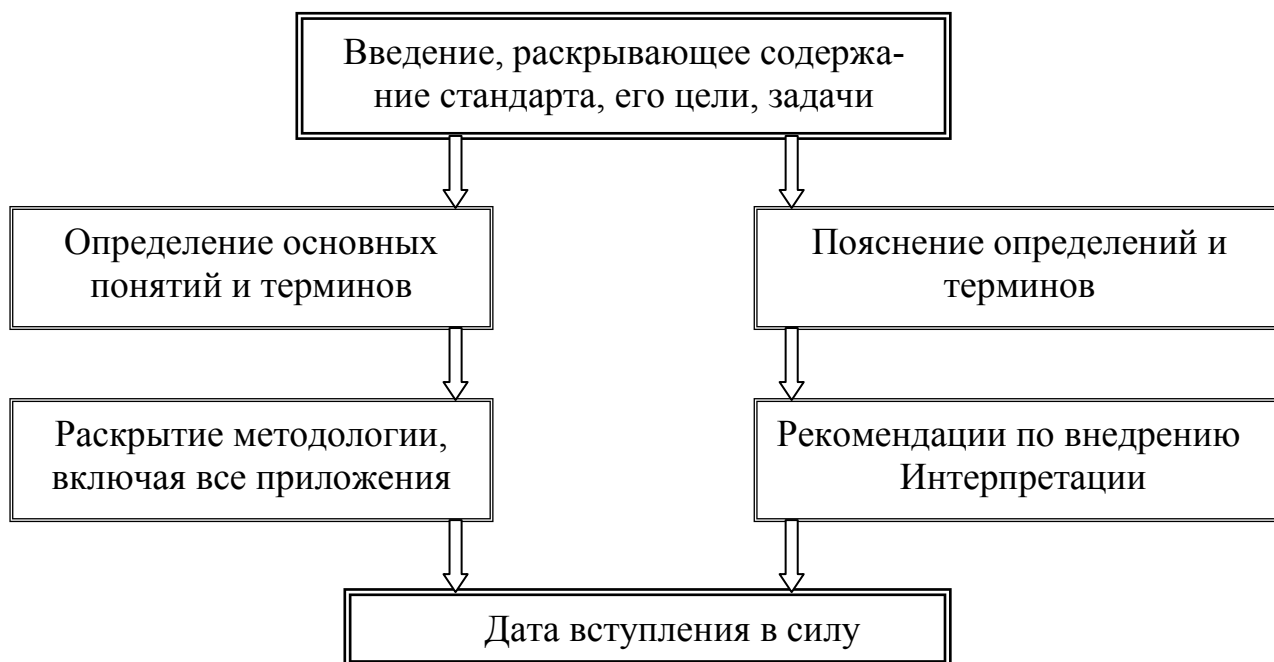 Введение, раскрывающее содержа-
ние стандарта, его цели, задачи
Определение основных
понятий и терминов
Пояснение определений и
терминов
Раскрытие методологии,
включая все приложения
Рекомендации по внедрению
Интерпретации
Дата вступления в силу